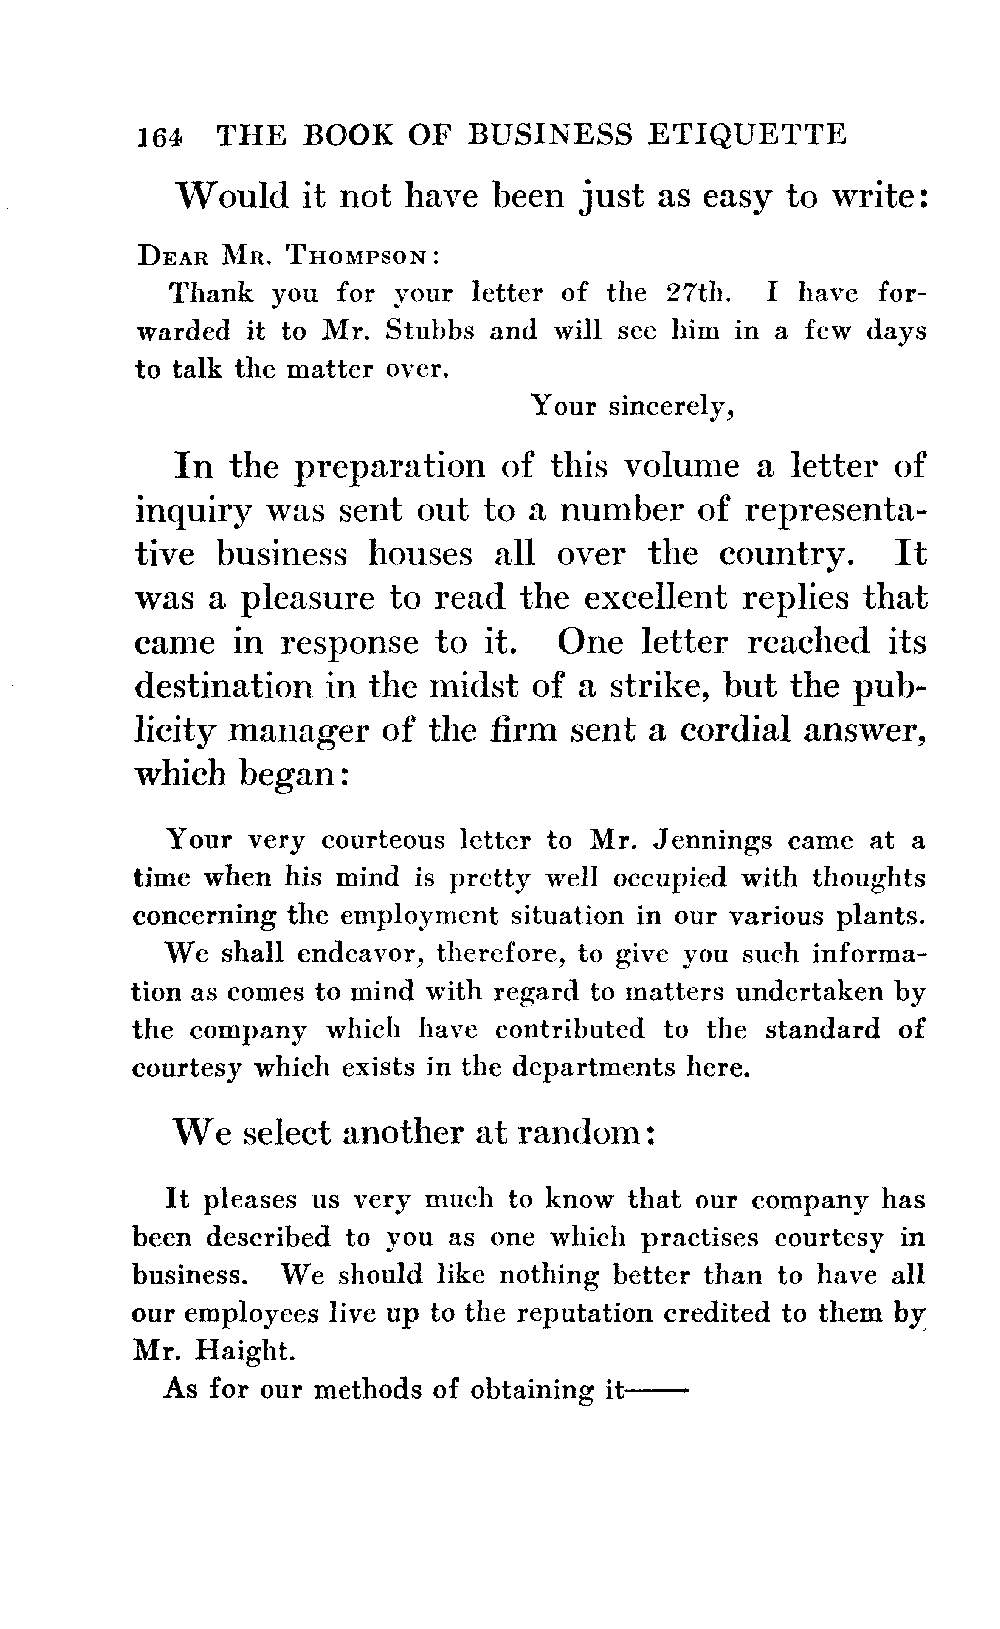 164 THE BOOK OF BUSINESS ETIQUETTE
Would it not have been just as easy to write:
DEAR MR. THOMPSON:
Thank you for your letter of the 27th. I have for-
warded it to Mr. Stubbs and will see him in a few days
to talk the matter over.
Your sincerely,
In the preparation of this volume a letter of
inquiry was sent out to a number of representa-
tive business houses all over the country. It
was a pleasure to read the excellent replies that
came in response to it. One letter reached its
destination in the midst of a strike, but the pub-
licity manager of the firm sent a cordial answer,
which began:
Your very courteous letter to Mr. Jennings came at a
time when his mind is pretty well occupied with thoughts
concerning the employment situation in our various plants.
We shall endeavor, therefore, to give you such informa-
tion as comes to mind with regard to matters undertaken by
the company which have contributed to the standard of
courtesy which exists in the departments here.
We select another at random:
It pleases us very much to know that our company has
been described to you as one which practises courtesy in
business. We should like nothing better than to have all
our employees live up to the reputation credited to them by
Mr. Haight.
As for our methods of obtaining it——